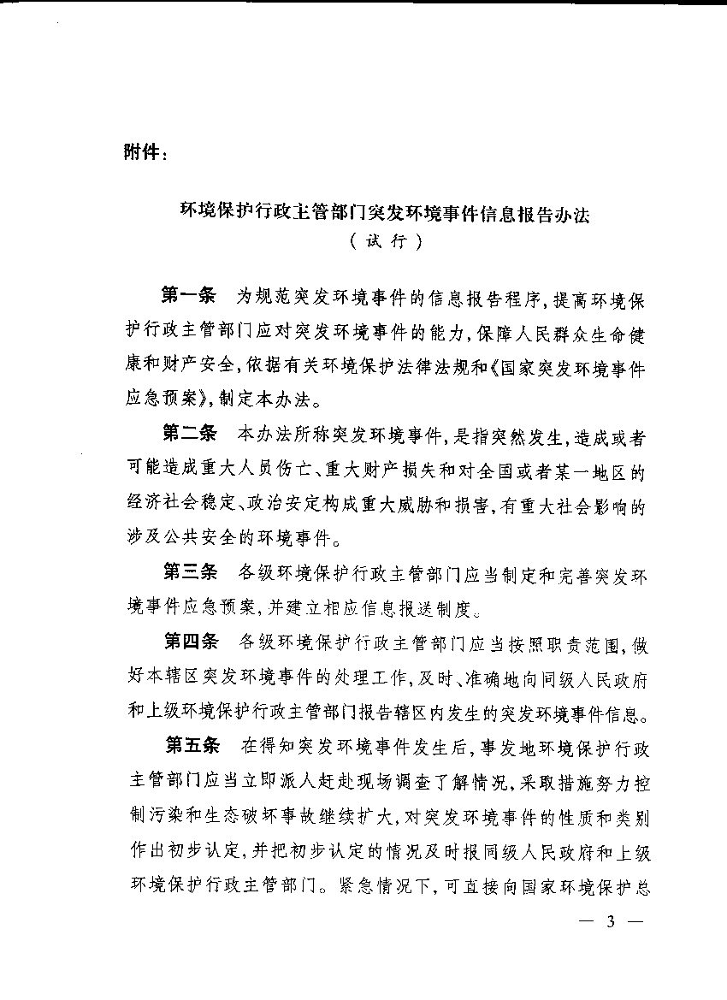 附件：
环境保护行政主管部门突发环境事件信息报告办法
（试行）
第一条　为规范突发环境事件的信息报告程序，提高环境保
护行政主管部门应对突发环境事件的能力，保障人民群众生命健
康和财产安全，依据有关环境保护法律法规和《国家突发环境事件
应急预案》，制定本办法。
第二条　本办法所称突发环境事件，是指突然发生，造成或者
可能造成重大人员伤亡、重大财产损失和对全国或者某一地区的
经济社会稳定、政治安定构成重大威胁和损害，有重大社会影响的
涉及公共安全的环境事件。
第三条　各级环境保护行政主管部门应当制定和完善突发环
境事件应急预案，并建立相应信息报送制度。
第四条　各级环境保护行政主管部门应当按照职责范围，做
好本辖区突发环境事件的处理工作，及时、准确地向同级人民政府
和上级环境保护行政主管部门报告辖区内发生的突发环境事件信息。
第五条　在得知突发环境事件发生后，事发地环境保护行政
主管部门应当立即派人赶赴现场调查了解情况，采取措施努力控
制污染和生态破坏事故继续扩大，对突发环境事件的性质和类别
作出初步认定，并把初步认定的情况及时报同级人民政府和上级
环境保护行政主管部门。紧急情况下，可直接向国家环境保护总
— 3 —